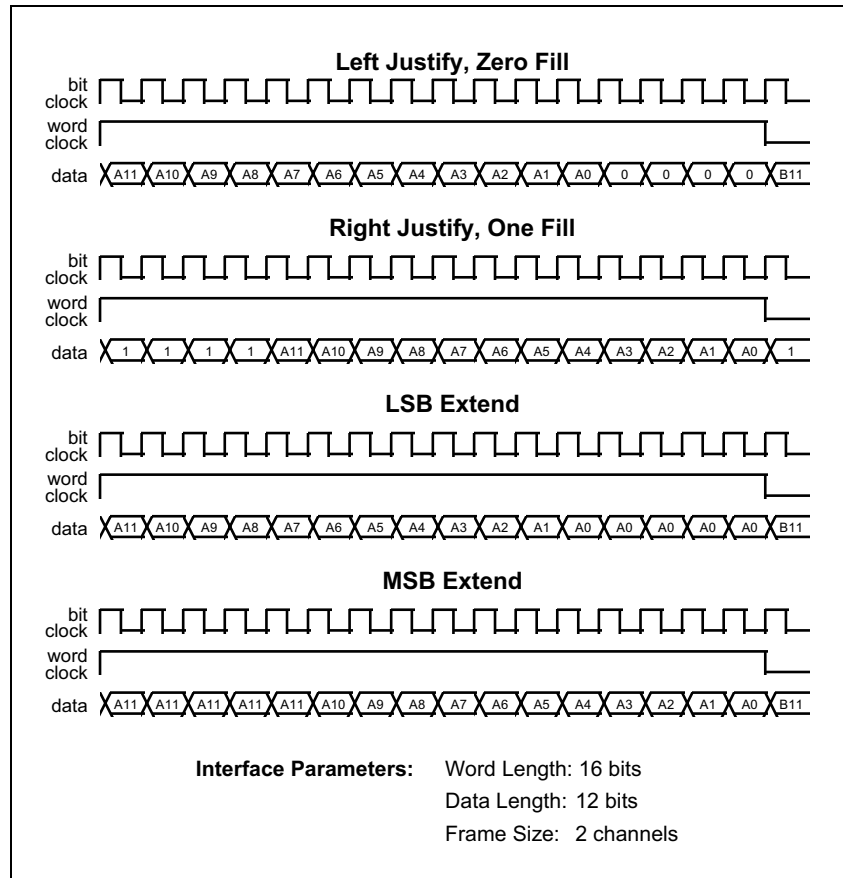 Left Justify, Zero Fill
bit
clock
word
clock
data A11 A10 A9 A8 A7 A6 A5 A4 A3 A2 A1 A0 0 0 0 0 B11
Right Justify, One Fill
bit
clock
word
clock
data 1 1 1 1 A11 A10 A9 A8 A7 A6 A5 A4 A3 A2 A1 A0 1
LSB Extend
bit
clock
word
clock
data A11 A10 A9 A8 A7 A6 A5 A4 A3 A2 A1 A0 A0 A0 A0 A0 B11
MSB Extend
bit
clock
word
clock
data A11 A11 A11 A11 A11 A10 A9 A8 A7 A6 A5 A4 A3 A2 A1 A0 B11
Interface Parameters: Word Length: 16 bits
Data Length: 12 bits
Frame Size: 2 channels